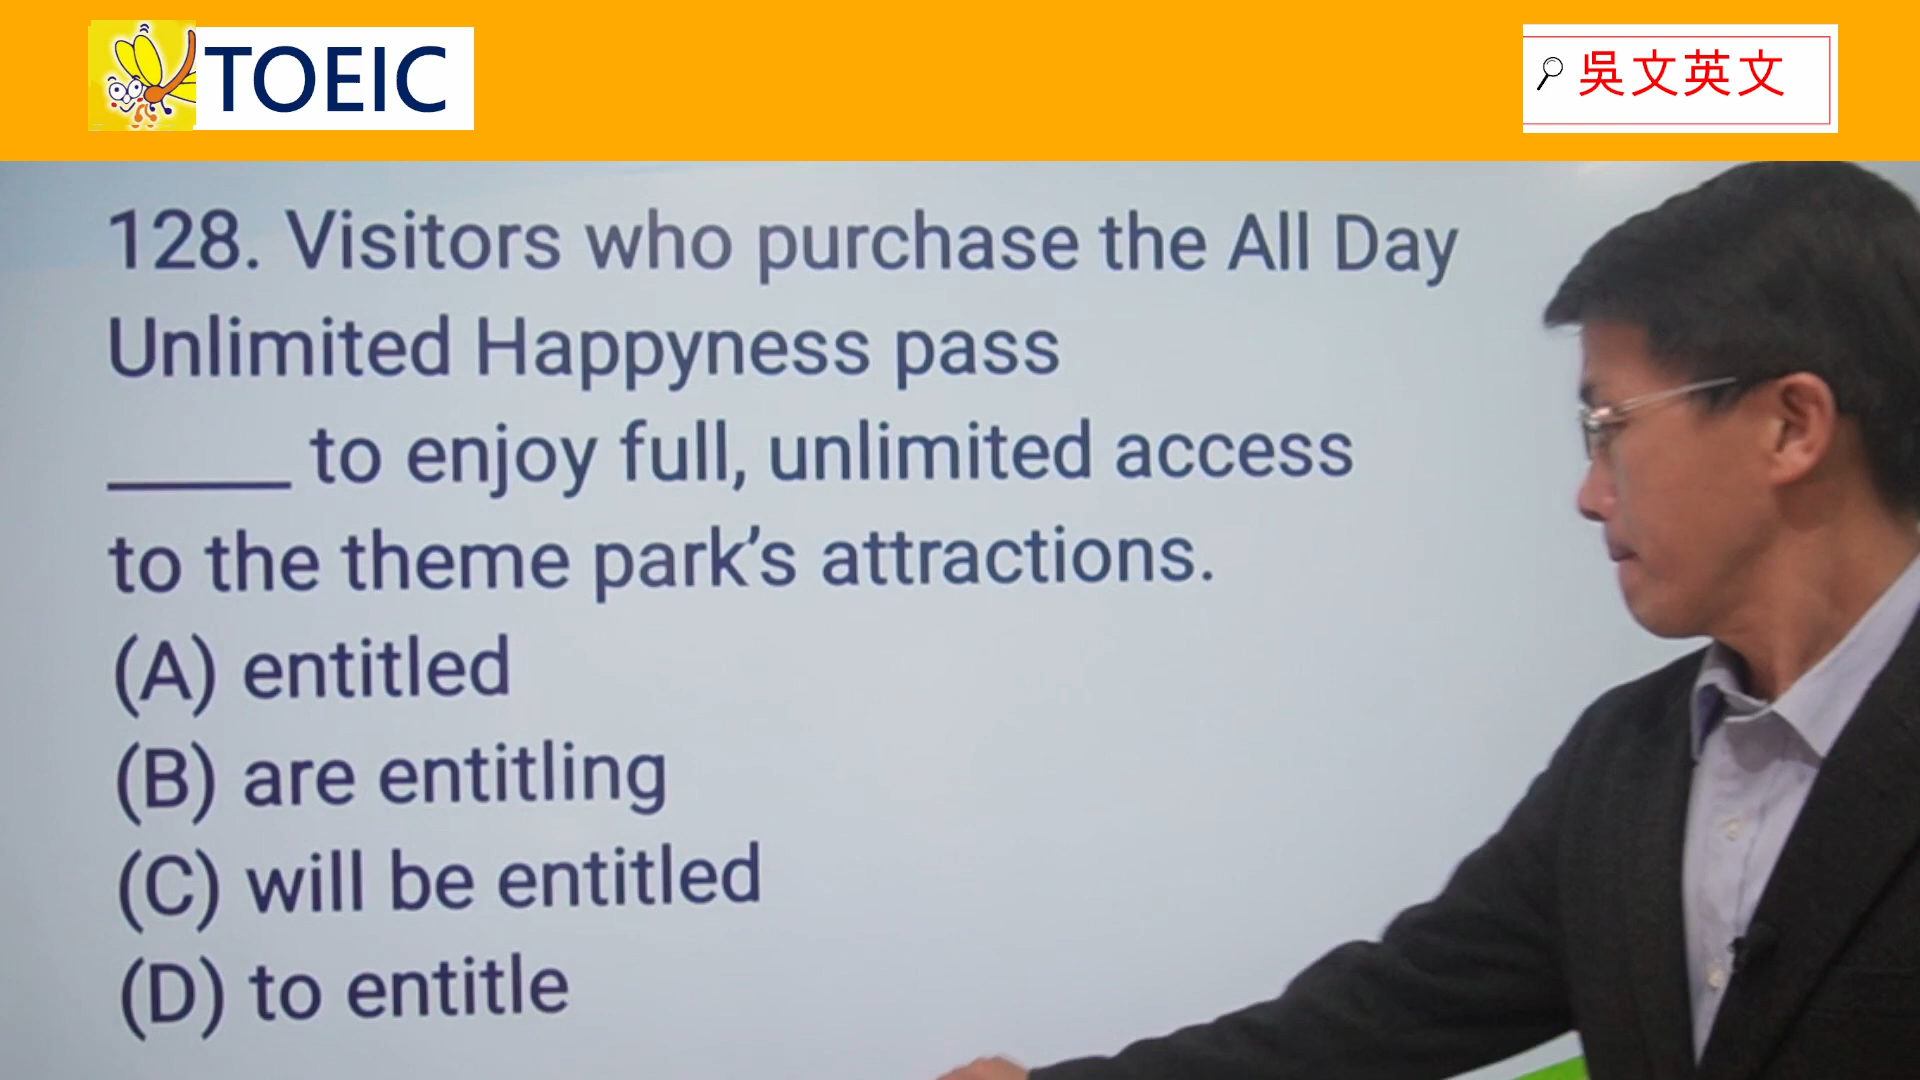 TOEIC
吳文英文
128. Visitors who purchase the All Day
Unlimited Happyness pass
_____ to enjoy full, unlimited access
to the theme park’s attractions.
(A) entitled
(B) are entitling
(C) will be entitled
(D) to entitle